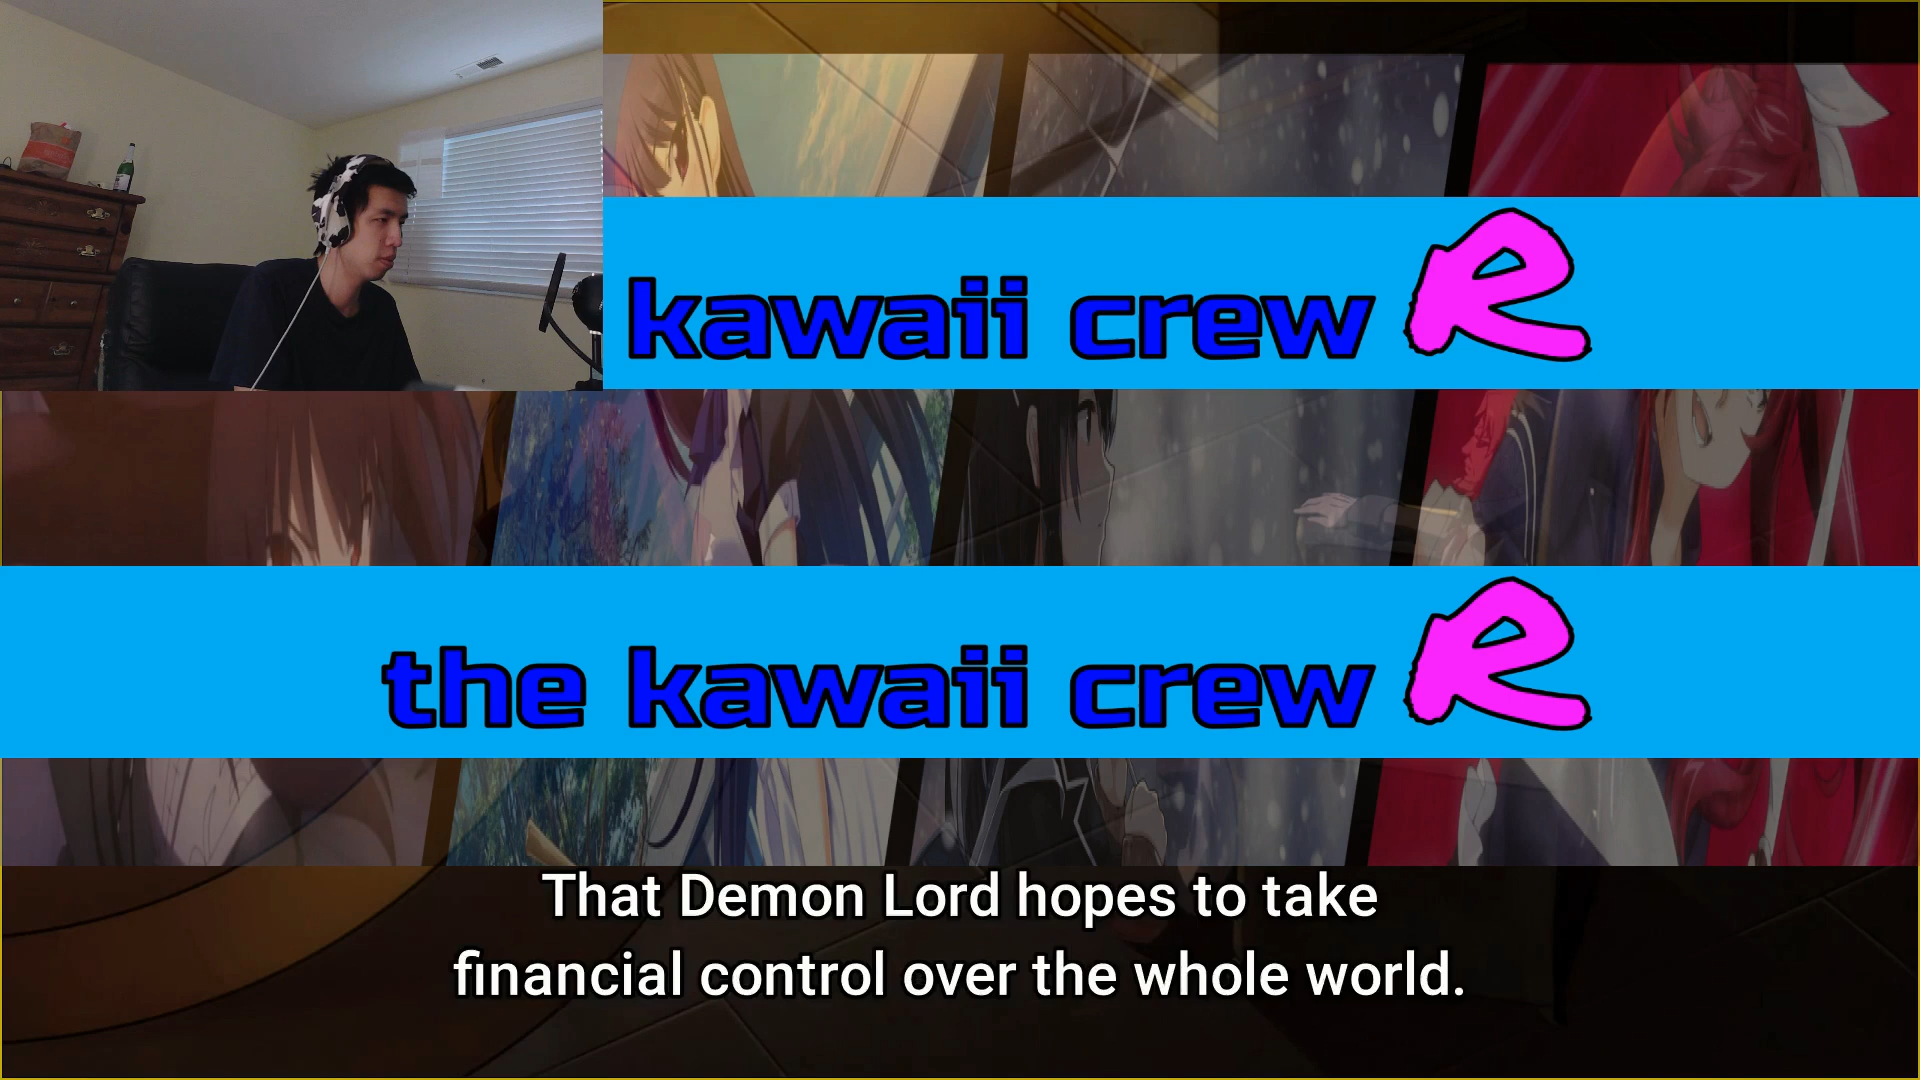 kawaii crew R
the kawaii crew R
That Demon Lord hopes to take
financial control over the whole world.